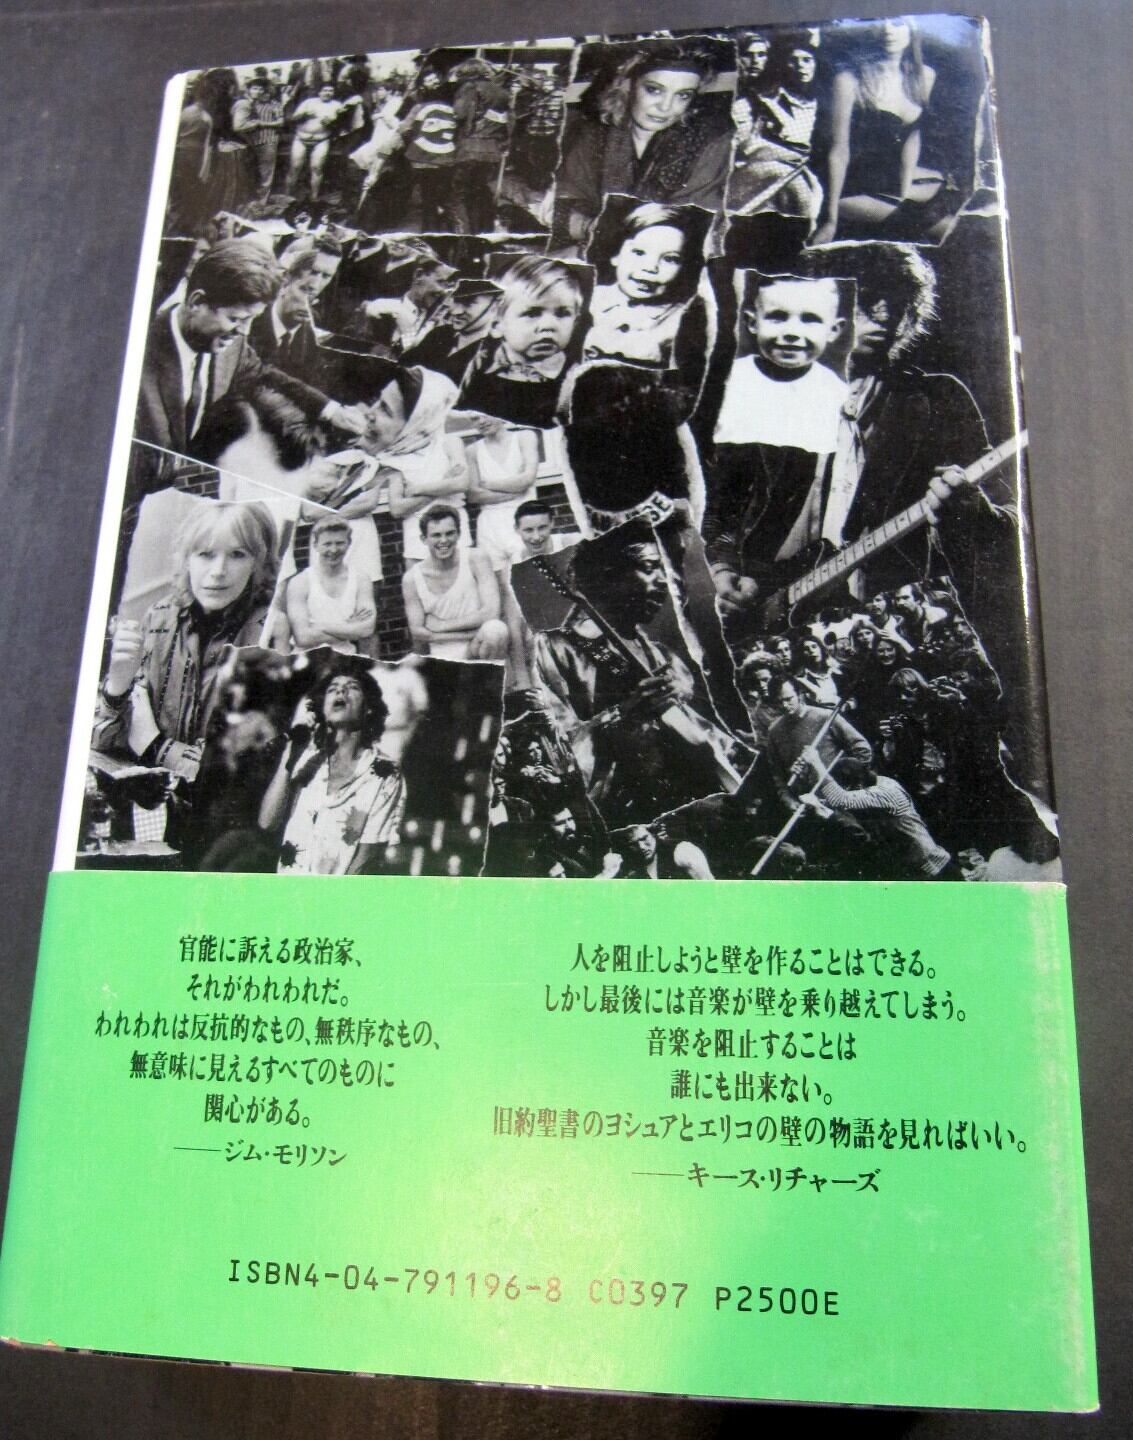 官能に訴える政治家、
それがわれわれだ。
われわれは反抗的なもの、無秩序なもの、
無意味に見えるすべてのものに
関心がある。
——ジム・モリソン
人を阻止しようと壁を作ることはできる。
しかし最後には音楽が壁を乗り越えてしまう。
音楽を阻止することは
誰にも出来ない。
旧約聖書のヨシュアとエリコの壁の物語を見ればいい。
——キース・リチャーズ
ISBN4-04-791196-8 C0397 P2500E